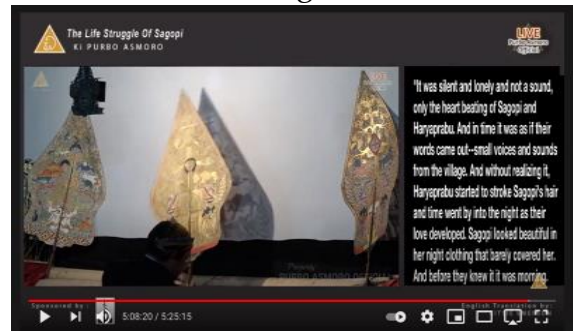 The Life Struggle Of Sagopi
KI PURBO ASMORO
LIVE
"It was silent and lonely and not a sound,
only the heart beating of Sagopi and
Haryaprabu. And in time it was as if their
words came out--small voices and sounds
from the village. And without realizing it,
Haryaprabu started to stroke Sagopi's hair
and time went by into the night as their
love developed. Sagopi looked beautiful in
her night clothing that barely covered her.
And before they knew it it was morning.
PURBO ASMORO OFFICIAL
Sponsored by :
English Translation by:
5:08:20 / 5:25:15